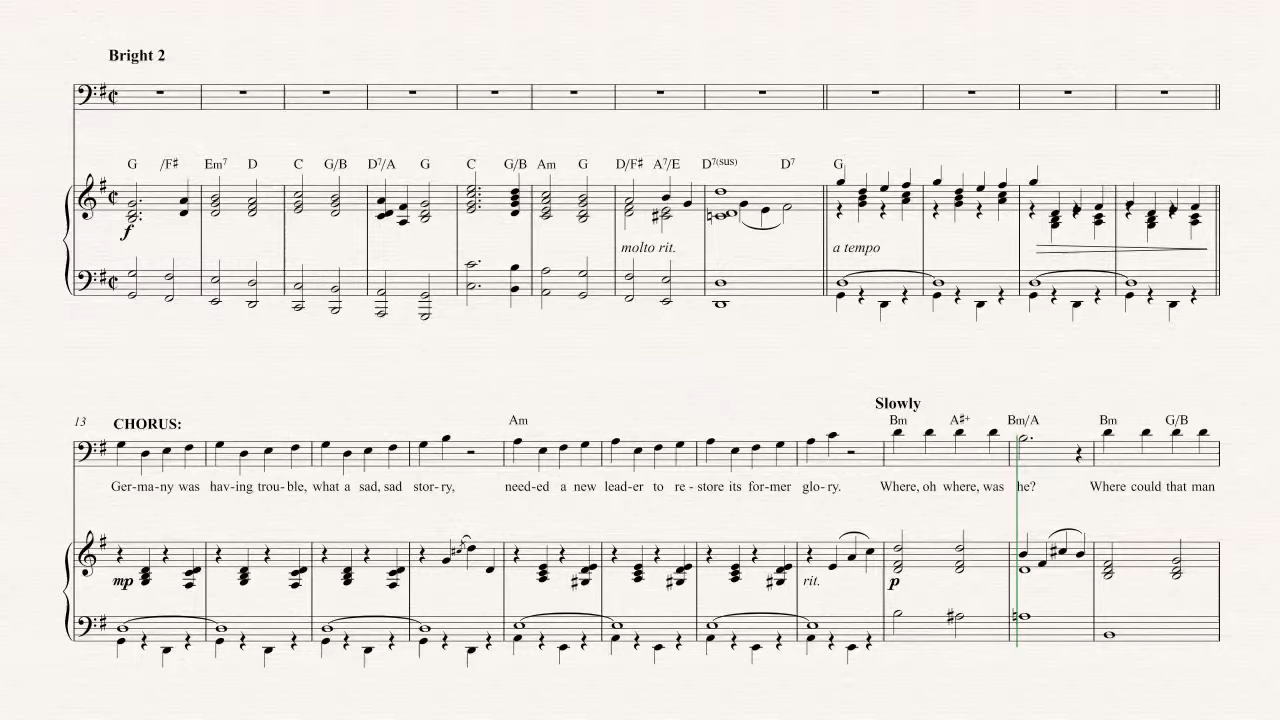 Bright 2
G /F♯ Em7 D C G/B D7/A G C G/B Am G D/F♯ A7/E D7(sus) D7 G
f molto rit. a tempo
Slowly
13 CHORUS: Am Bm A♯+ Bm/A Bm G/B
Ger-ma-ny was hav-ing trou-ble, what a sad, sad sto-ry, need-ed a new lead-er to re-store its for-mer glo-ry. Where, oh where, was he? Where could that man
mp rit. p